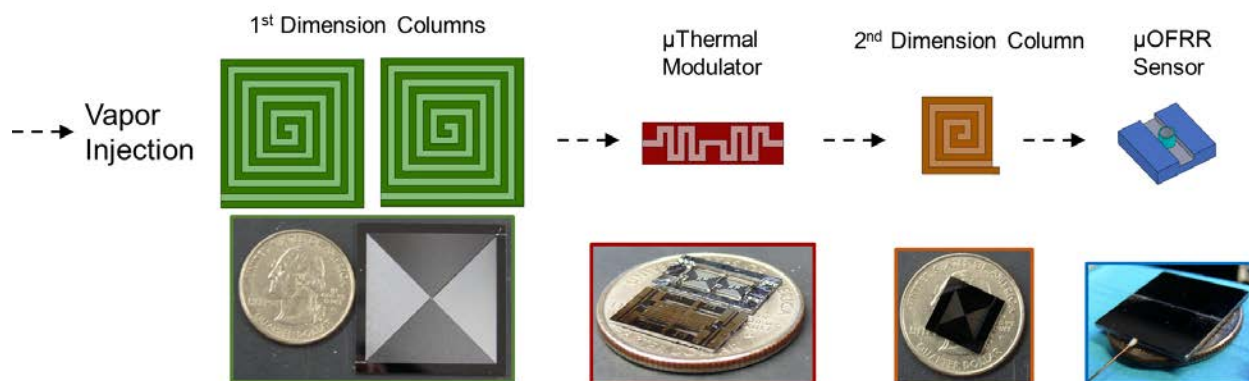 1st Dimension Columns
µThermal
Modulator
2nd Dimension Column
µOFRR
Sensor
Vapor
Injection